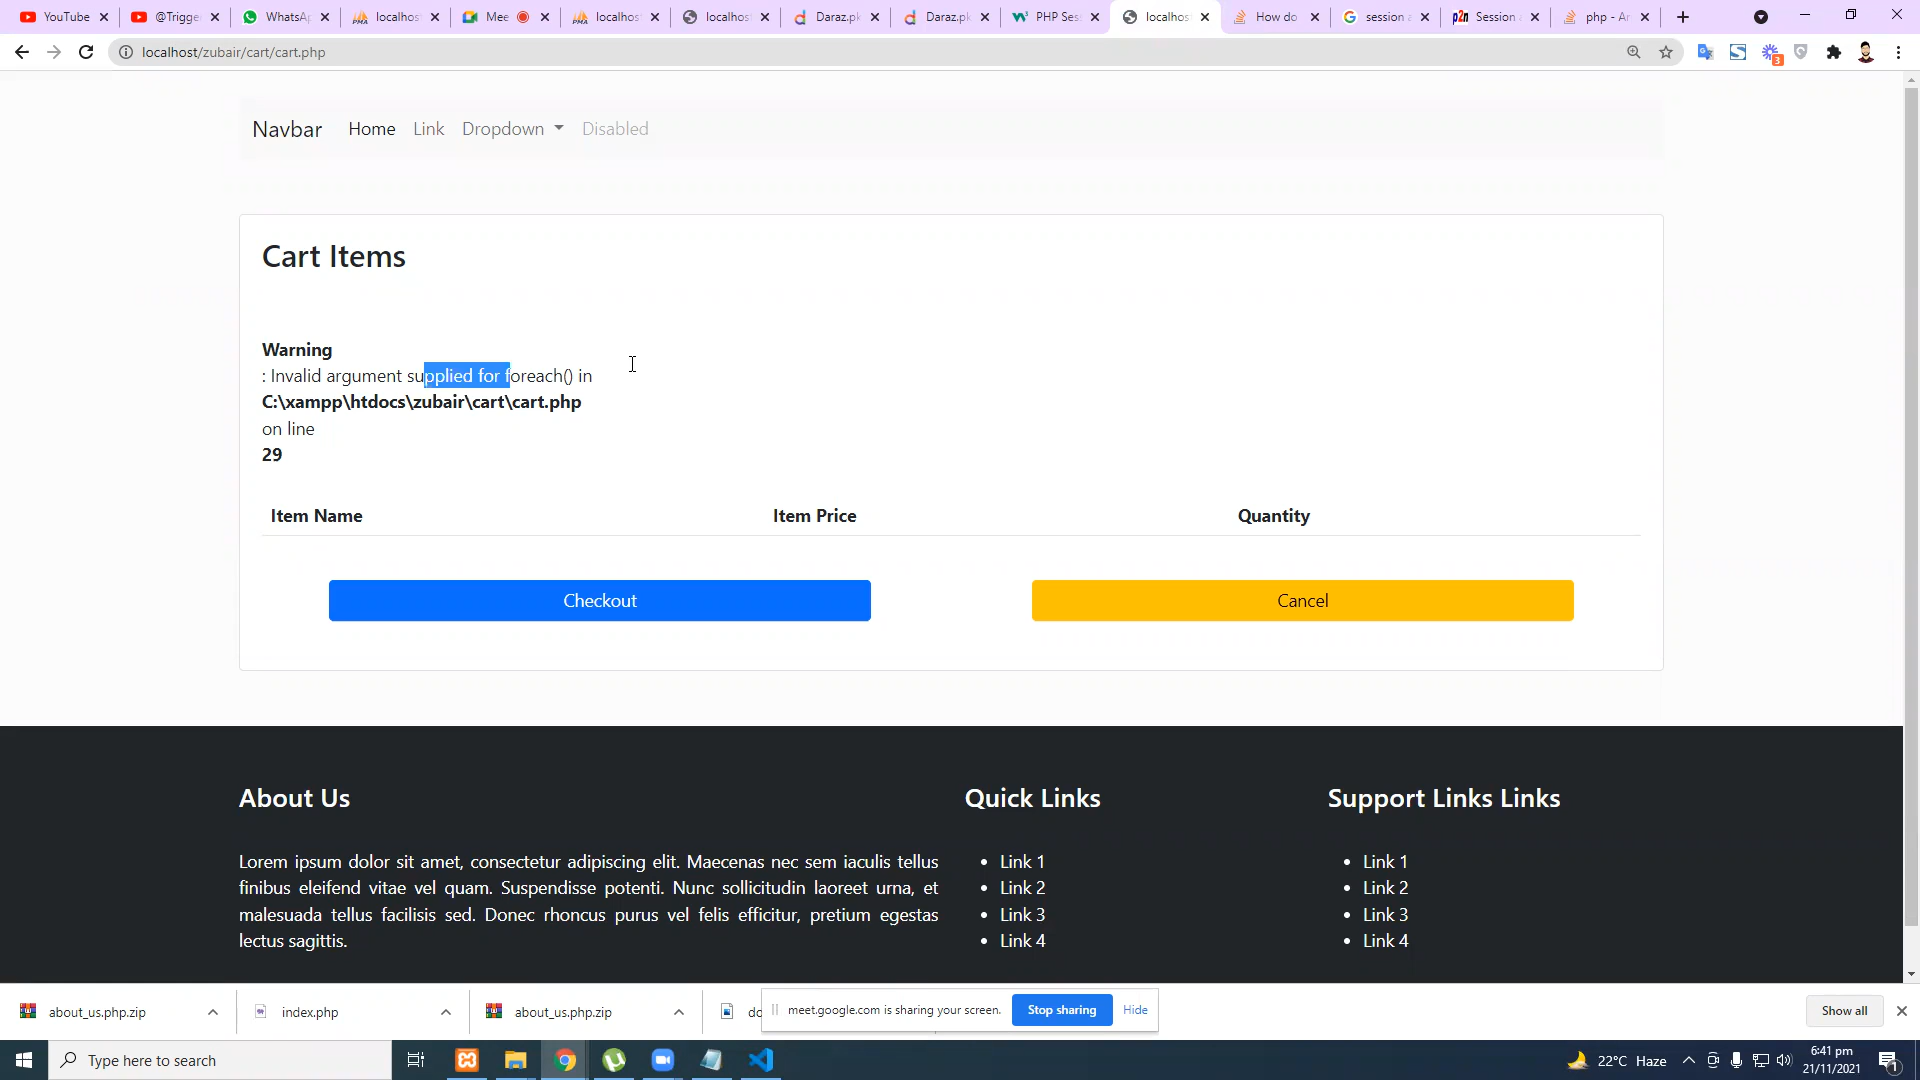 YouTube
@Trigge
WhatsAp
localhos
Mee
localhos
localhos
Daraz.pk
Daraz.pk
PHP Ses
localhos
How do
session a
Session
php - Ar
localhost/zubair/cart/cart.php
3
Navbar
Home
Link
Dropdown
Disabled
Cart Items
Warning
: Invalid argument supplied for foreach() in
C:\xampp\htdocs\zubair\cart\cart.php
on line
29
Item Name Item Price Quantity
Checkout
Cancel
About Us
Lorem ipsum dolor sit amet, consectetur adipiscing elit. Maecenas nec sem iaculis tellus
finibus eleifend vitae vel quam. Suspendisse potenti. Nunc sollicitudin laoreet urna, et
malesuada tellus facilisis sed. Donec rhoncus purus vel felis efficitur, pretium egestas
lectus sagittis.
Quick Links
Link 1
Link 2
Link 3
Link 4
Support Links Links
Link 1
Link 2
Link 3
Link 4
about_us.php.zip
index.php
about_us.php.zip
meet.google.com is sharing your screen.
Stop sharing
Hide
Show all
Type here to search
22°C Haze
6:41 pm
21/11/2021
1